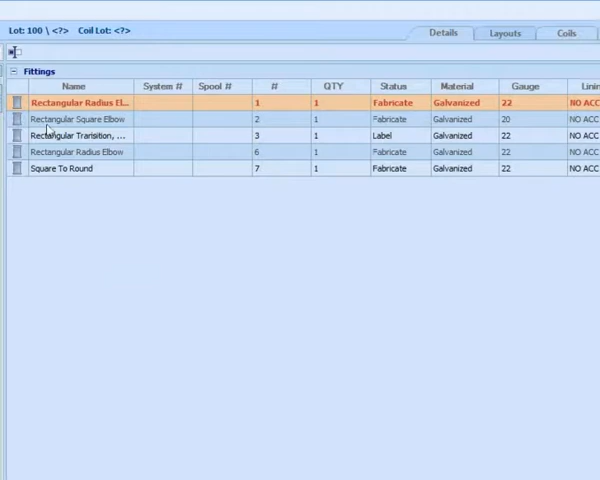 Lot: 100 \ <?> Coil Lot: <?>
Details Layouts Coils
Fittings
Name System # Spool # # QTY Status Material Gauge Linin
Rectangular Radius El... 1 1 Fabricate Galvanized 22 NO ACC
Rectangular Square Elbow 2 1 Fabricate Galvanized 20 NO ACC
Rectangular Transition, ... 3 1 Label Galvanized 22 NO ACC
Rectangular Radius Elbow 6 1 Fabricate Galvanized 22 NO ACC
Square To Round 7 1 Fabricate Galvanized 22 NO ACC